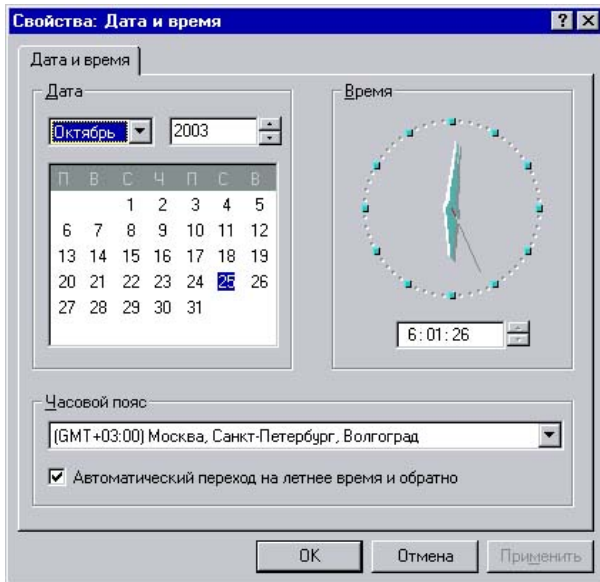 Свойства: Дата и время
Дата и время
Дата
Октябрь 2003
П В С Ч П С В
1 2 3 4 5
6 7 8 9 10 11 12
13 14 15 16 17 18 19
20 21 22 23 24 25 26
27 28 29 30 31
Время
6:01:26
Часовой пояс
(GMT+03:00) Москва, Санкт-Петербург, Волгоград
Автоматический переход на летнее время и обратно
ОК Отмена Применить